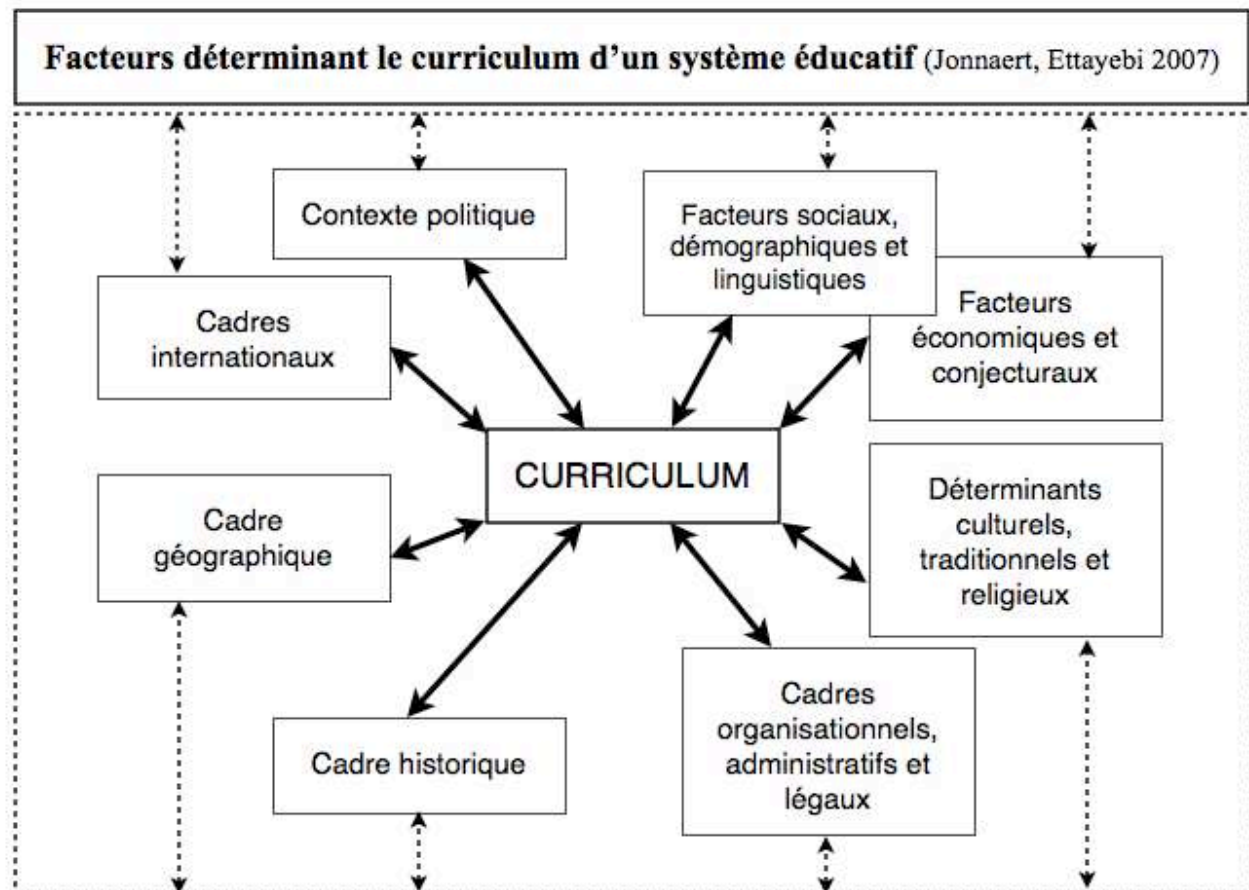 Facteurs déterminant le curriculum d’un système éducatif (Jonnaert, Ettayebi 2007)
Contexte politique
Facteurs sociaux,
démographiques et
linguistiques
Cadres
internationaux
Facteurs
économiques et
conjecturaux
CURRICULUM
Cadre
géographique
Déterminants
culturels,
traditionnels et
religieux
Cadre historique
Cadres
organisationnels,
administratifs et
légaux